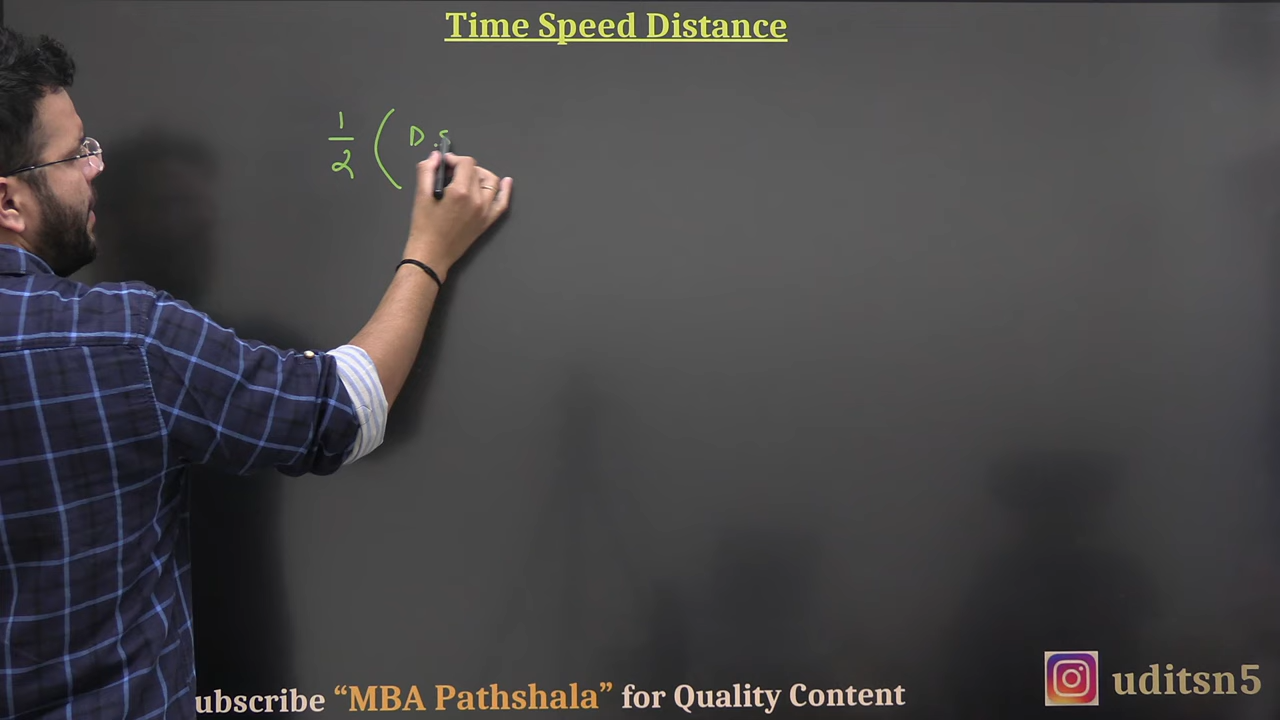 Time Speed Distance
1/2 ( D.
ubscribe “MBA Pathshala” for Quality Content
uditsn5